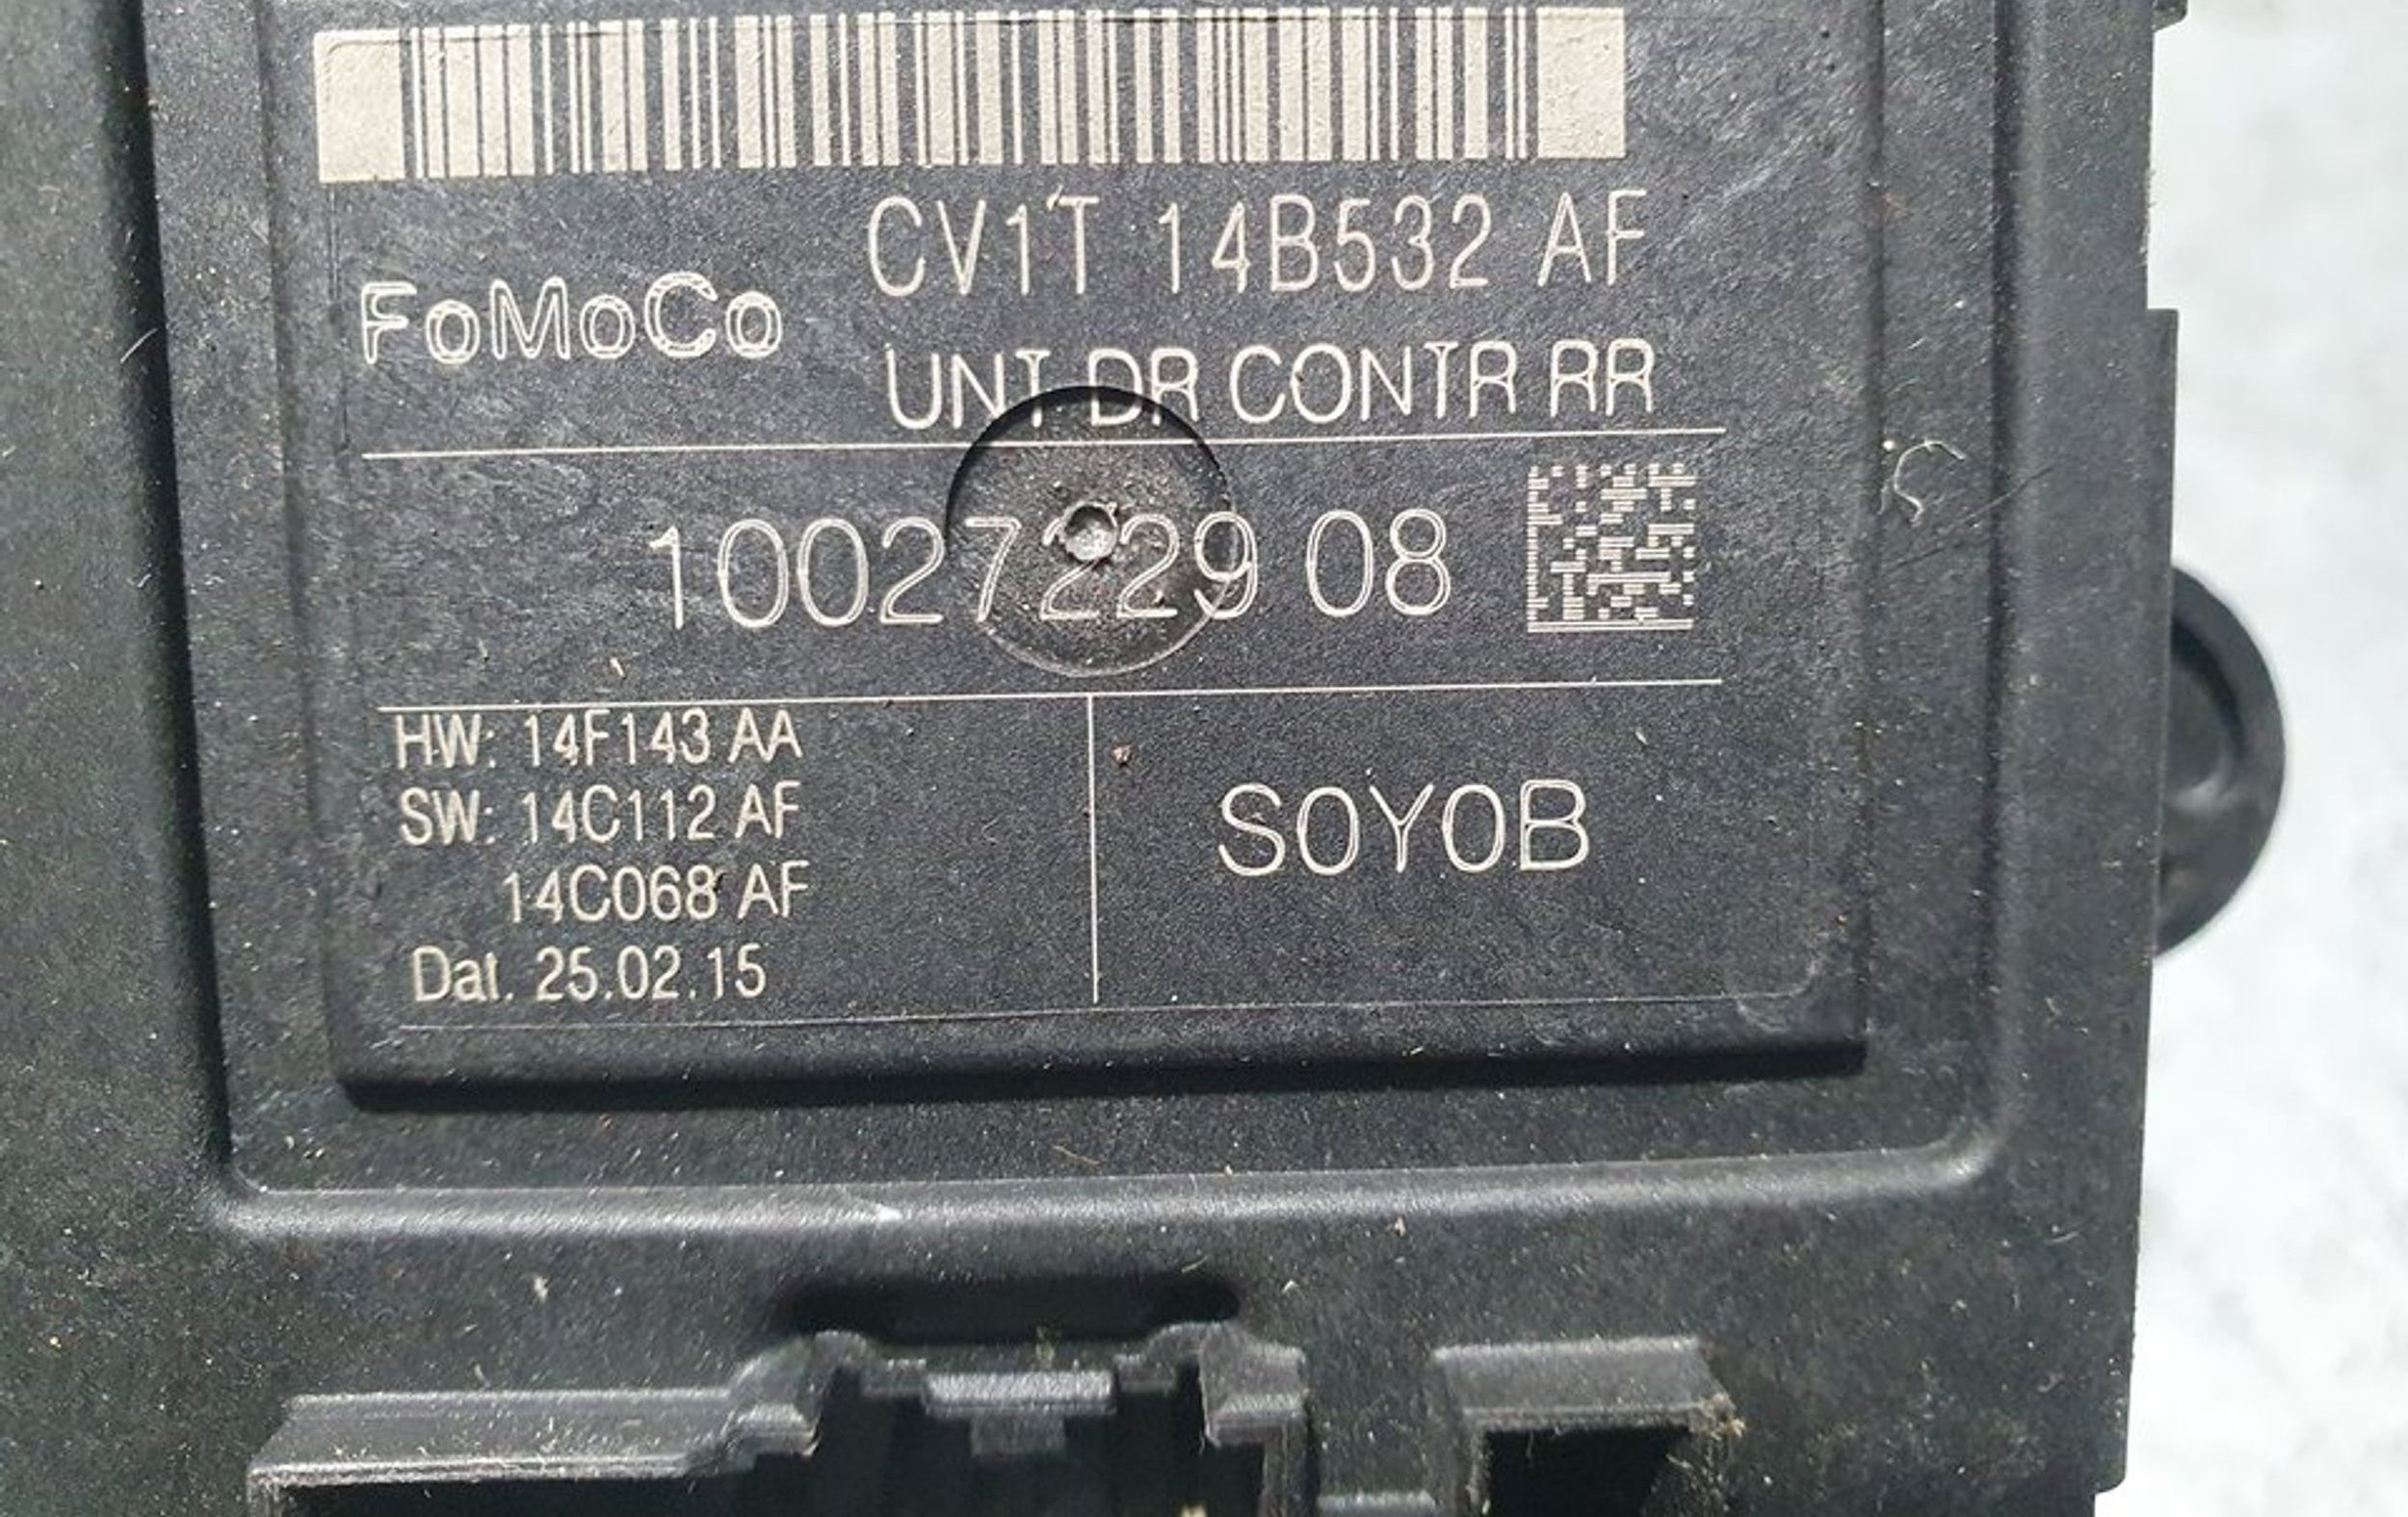 CV1T 14B532 AF
FoMoCo
UNT DR CONTR RR
10027229 08
HW: 14F143 AA
SW: 14C112 AF
14C068 AF
Dat. 25.02.15
S0Y0B